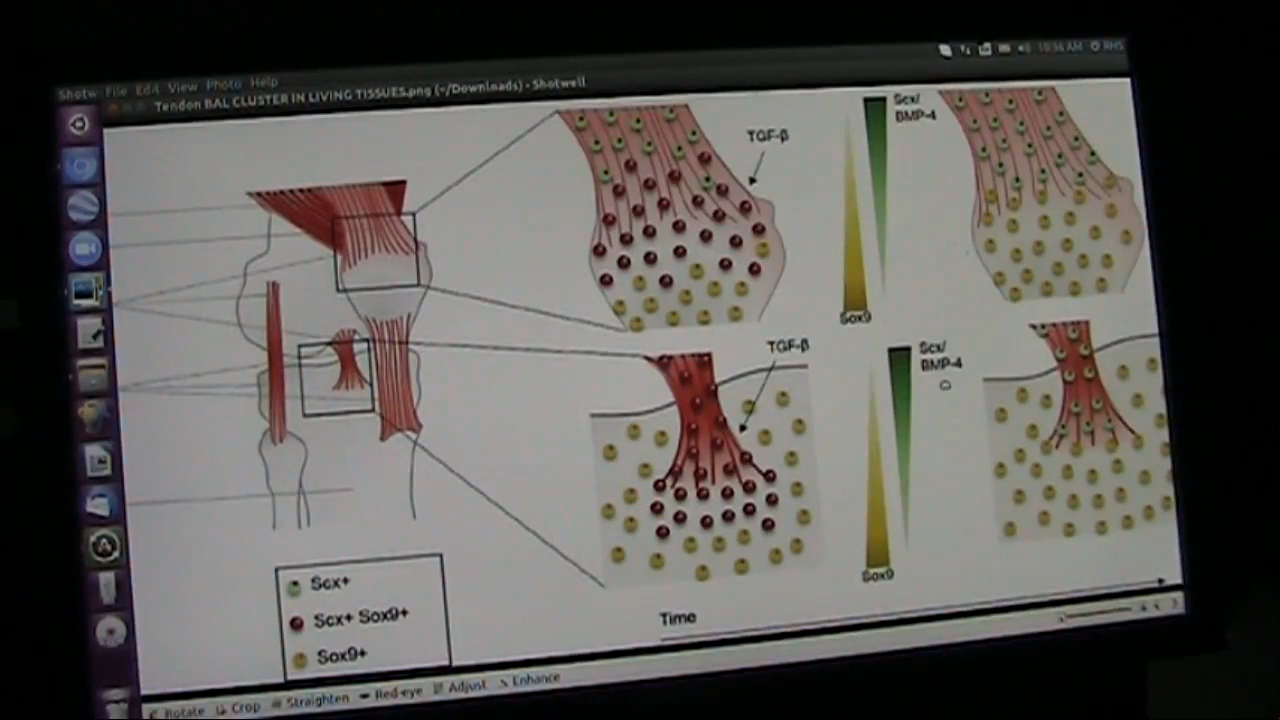 10:36 AM RHS
Shotw File Edit View Photo Help
Tendon BAL CLUSTER IN LIVING TISSUES.png (~/Downloads) - Shotwell
TGF-β
Scx/
BMP-4
Sox9
TGF-β
Scx/
BMP-4
Sox9
Scx+
Scx+ Sox9+
Sox9+
Time
Rotate Crop Straighten Red-eye Adjust Enhance